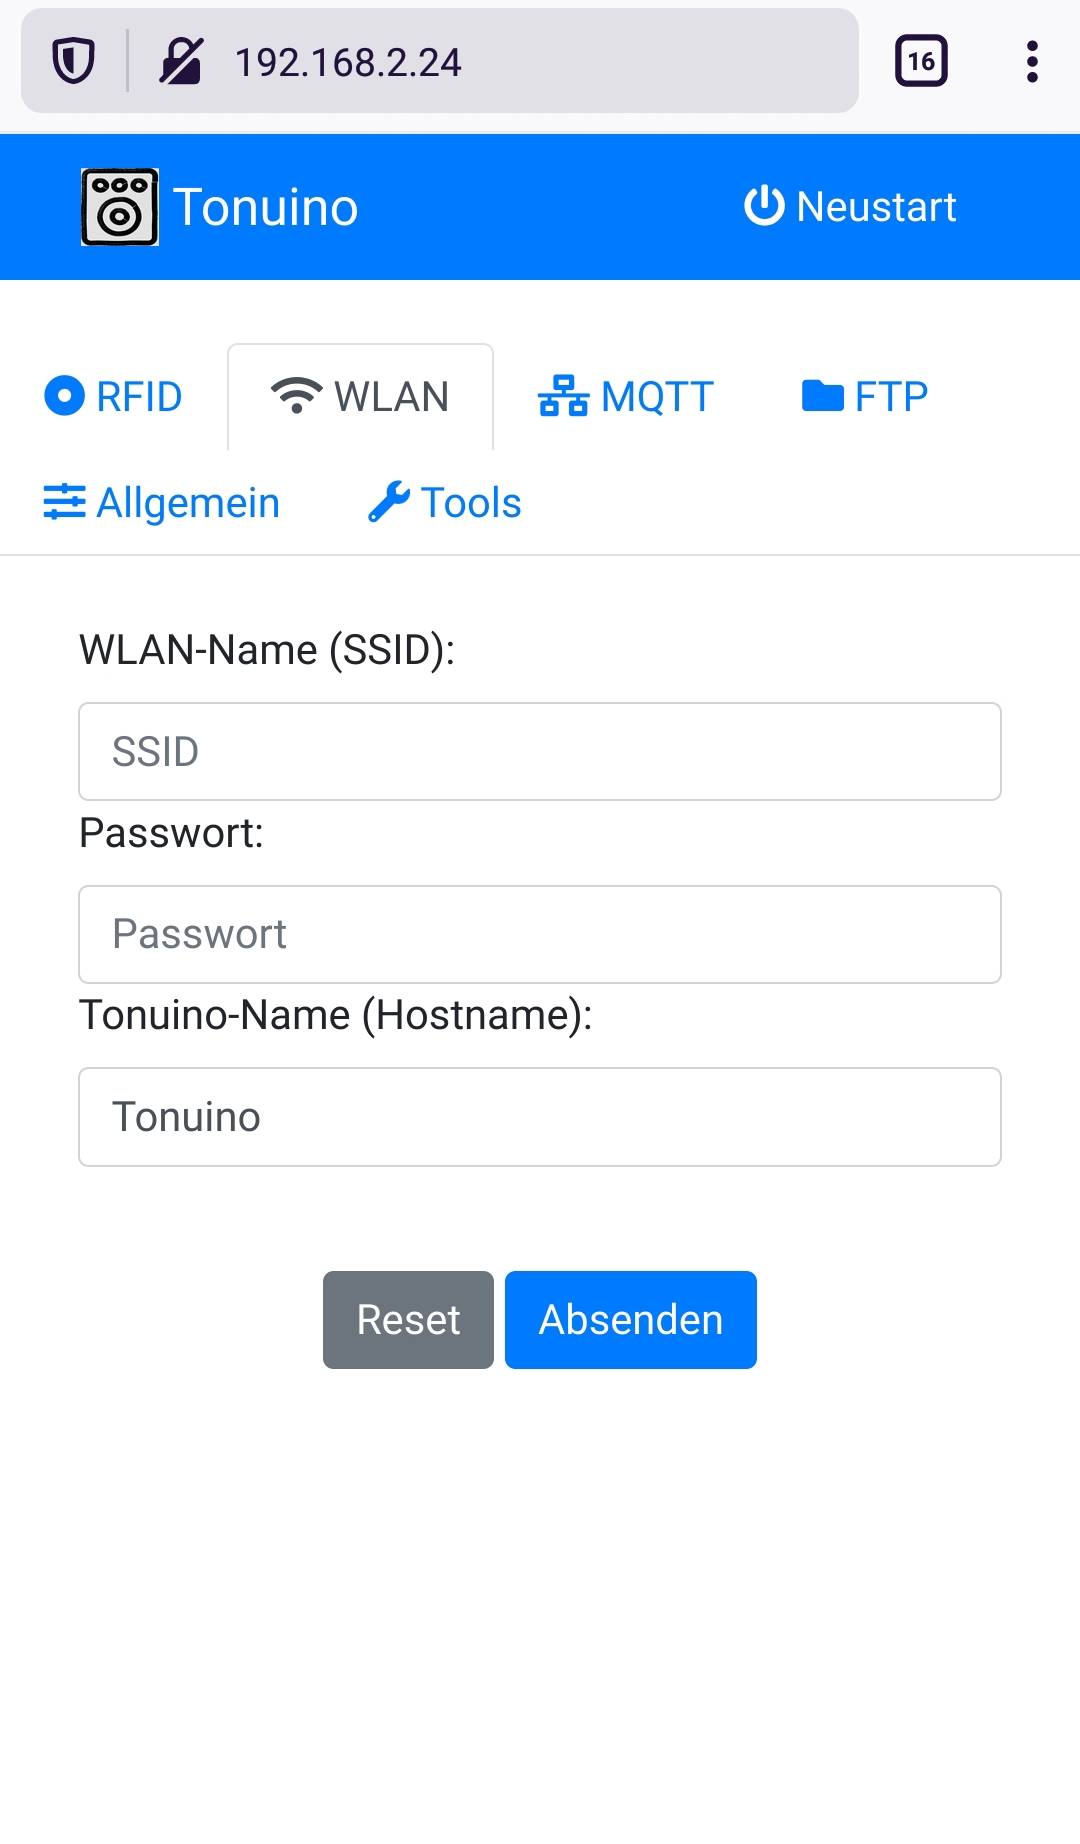 192.168.2.24
16
Tonuino
Neustart
RFID
WLAN
MQTT
FTP
Allgemein
Tools
WLAN-Name (SSID):
SSID
Passwort:
Passwort
Tonuino-Name (Hostname):
Tonuino
Reset
Absenden